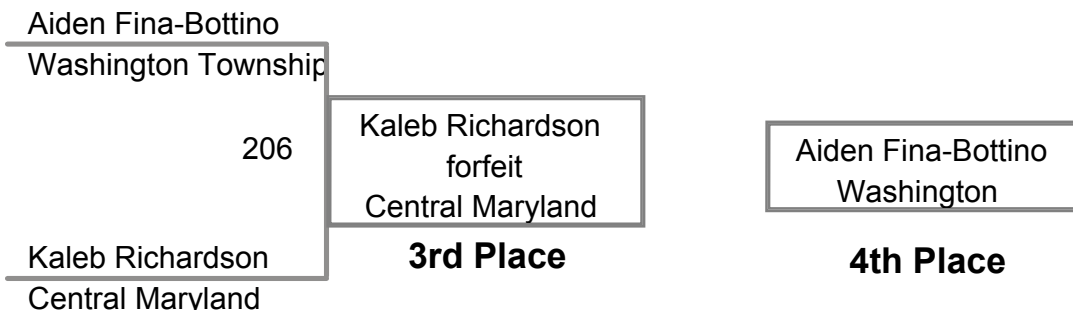 Aiden Fina-Bottino
Washington Township
206
Kaleb Richardson
Central Maryland
Kaleb Richardson
forfeit
Central Maryland
3rd Place
Aiden Fina-Bottino
Washington
4th Place